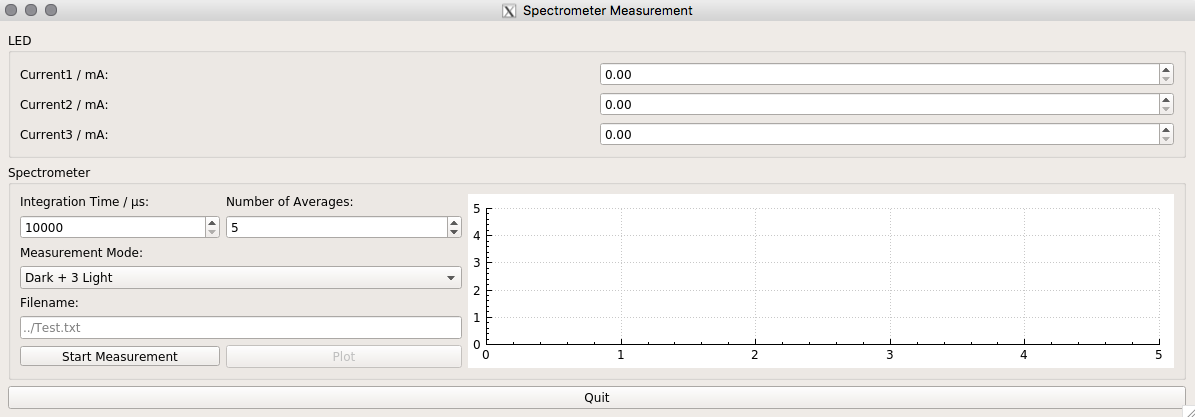 Spectrometer Measurement
LED
Current1 / mA:
0.00
Current2 / mA:
0.00
Current3 / mA:
0.00
Spectrometer
Integration Time / µs:
Number of Averages:
10000
5
Measurement Mode:
Dark + 3 Light
Filename:
../Test.txt
Start Measurement
Plot
5
4
3
2
1
0
0 1 2 3 4 5
Quit